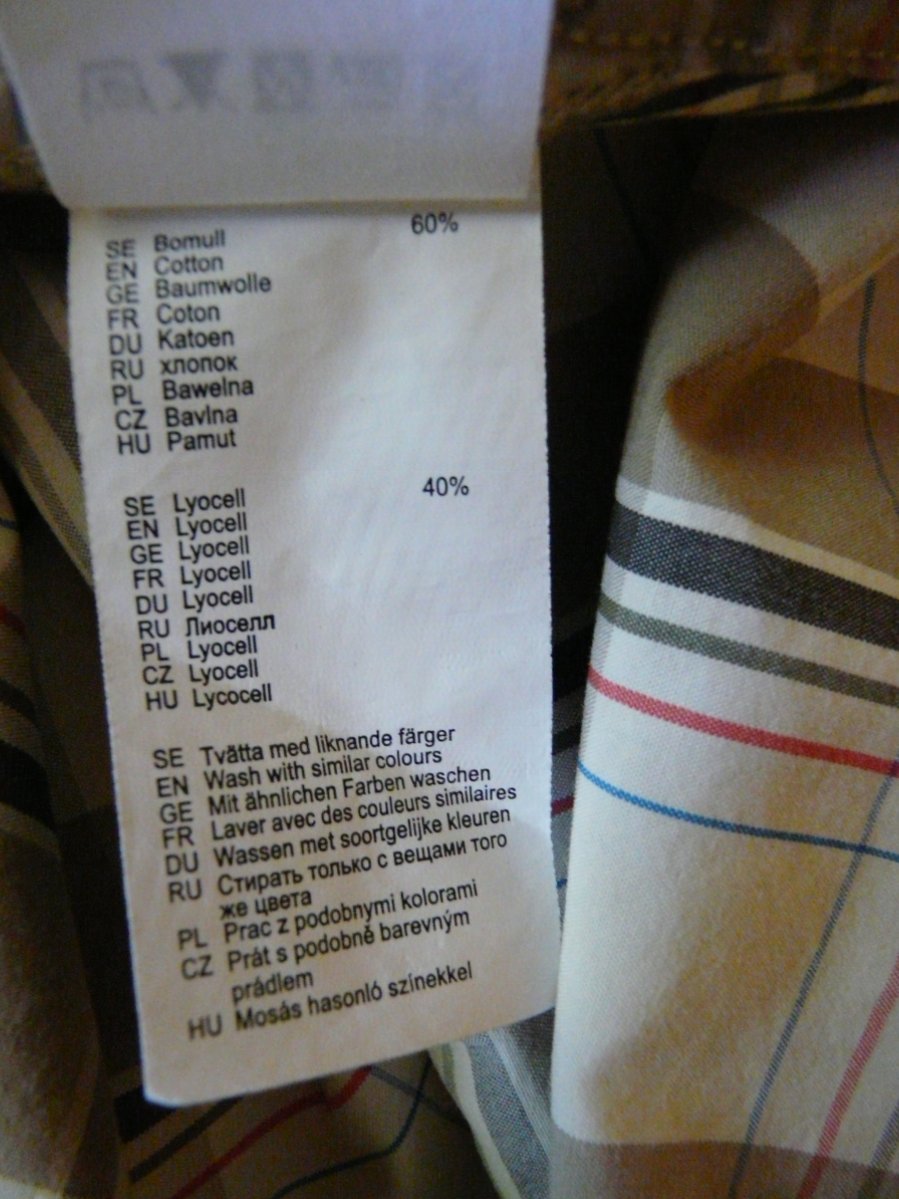 60%
SE Bomull
EN Cotton
GE Baumwolle
FR Coton
DU Katoen
RU хлопок
PL Bawelna
CZ Bavlna
HU Pamut
40%
SE Lyocell
EN Lyocell
GE Lyocell
FR Lyocell
DU Lyocell
RU Лиоселл
PL Lyocell
CZ Lyocell
HU Lycocell
SE Tvätta med liknande färger
EN Wash with similar colours
GE Mit ähnlichen Farben waschen
FR Laver avec des couleurs similaires
DU Wassen met soortgelijke kleuren
RU Стирать только с вещами того
же цвета
PL Prac z podobnymi kolorami
CZ Prát s podobně barevným
prádlem
HU Mosás hasonló színekkel